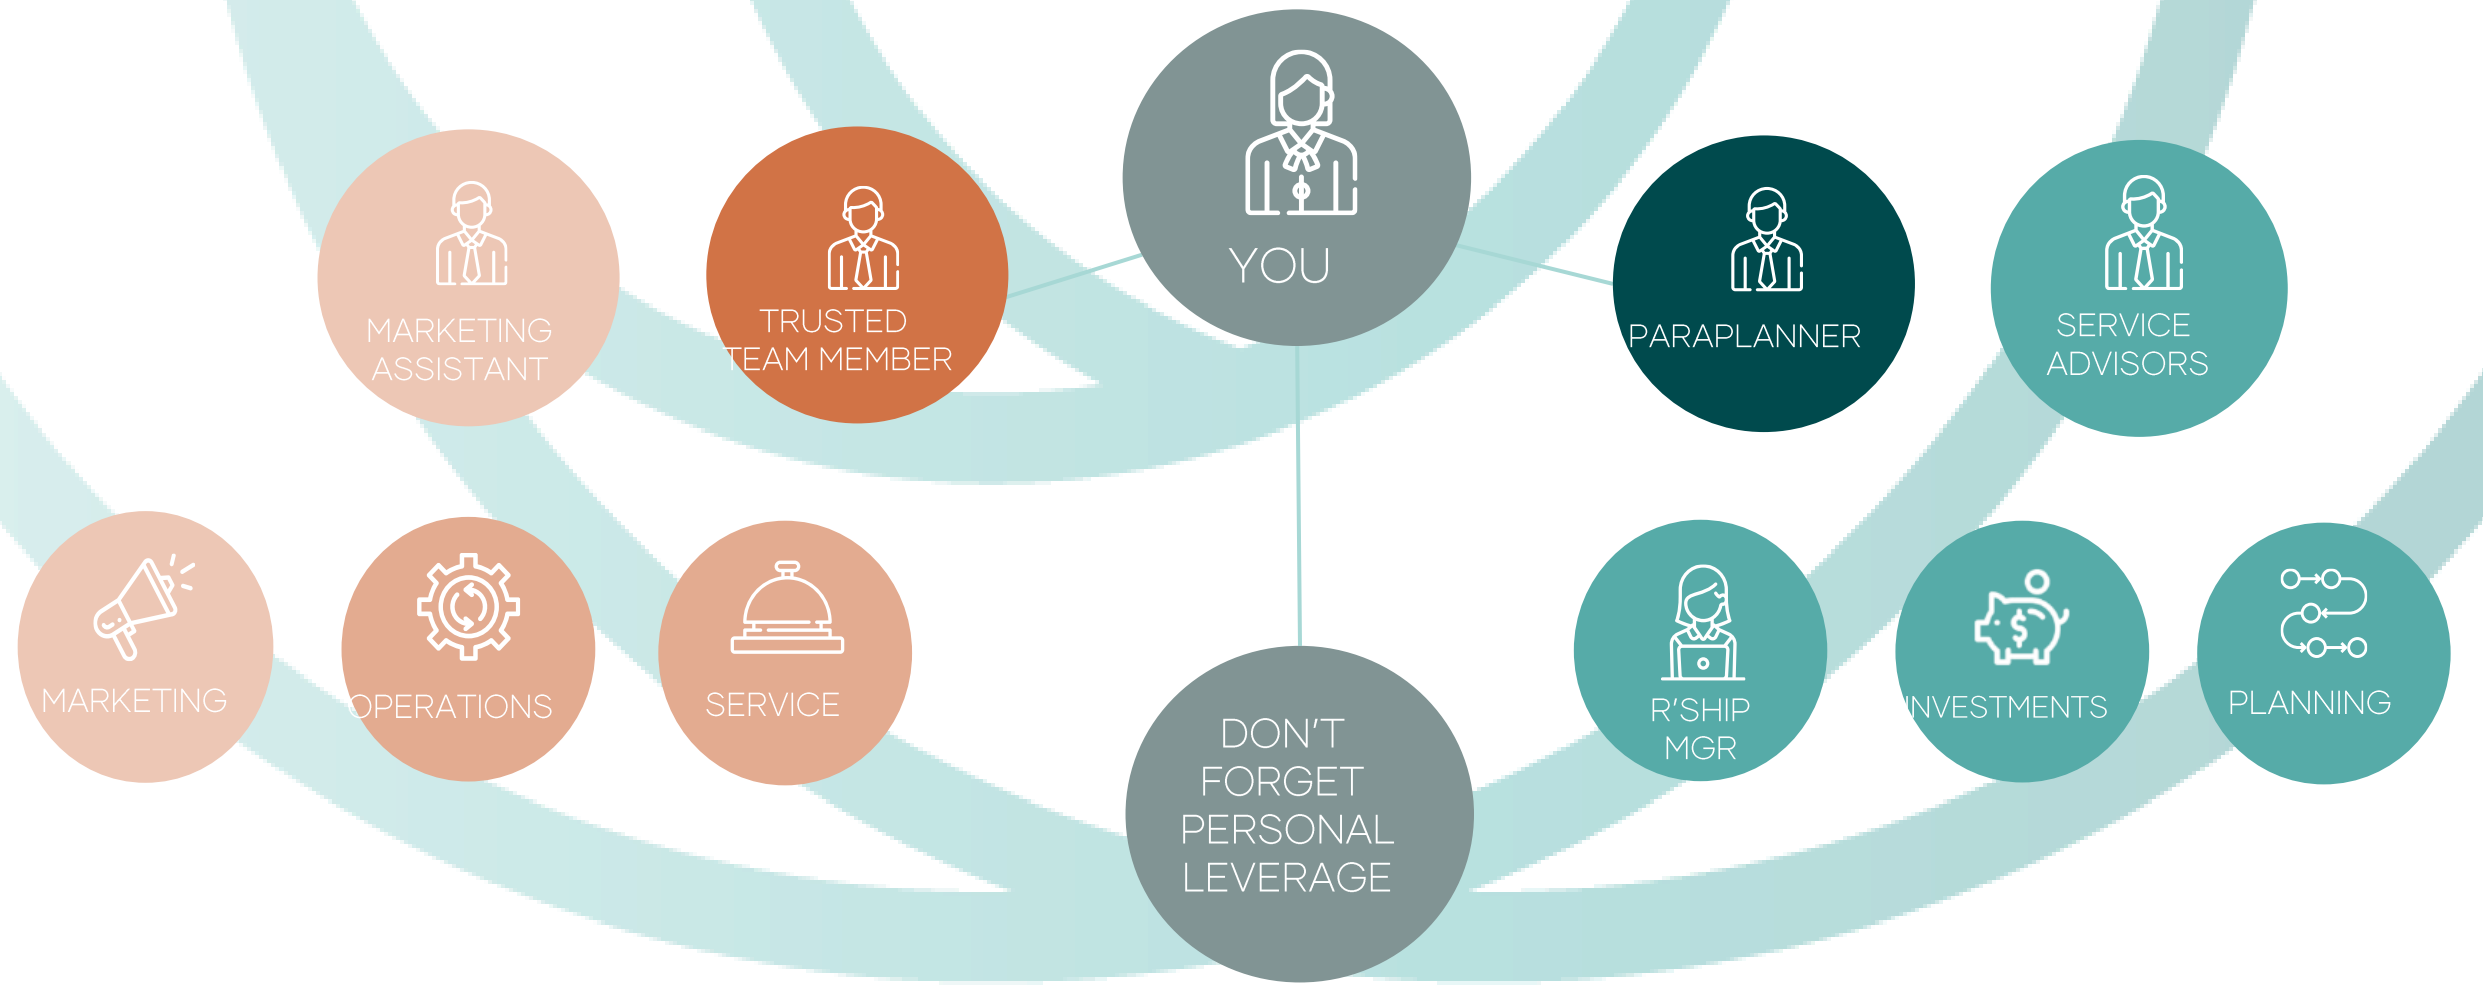 YOU
MARKETING
ASSISTANT
TRUSTED
TEAM MEMBER
PARAPLANNER
SERVICE
ADVISORS
MARKETING
OPERATIONS
SERVICE
DON'T
FORGET
PERSONAL
LEVERAGE
R'SHIP
MGR
INVESTMENTS
PLANNING